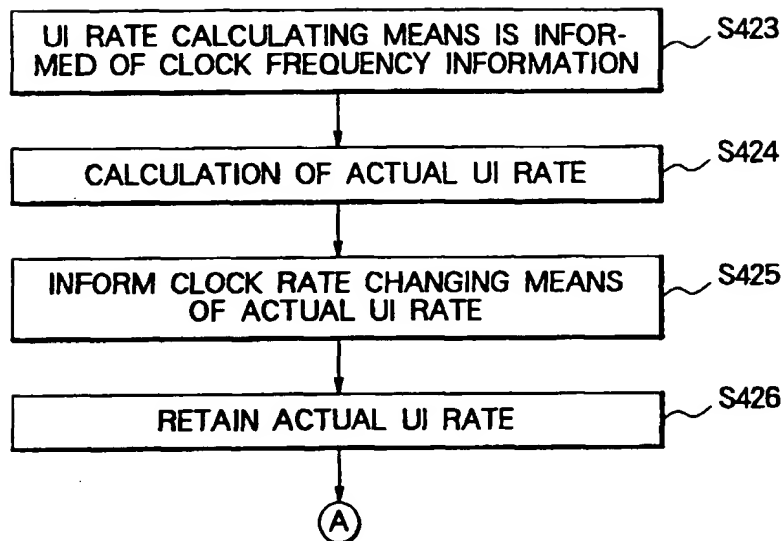 UI RATE CALCULATING MEANS IS INFOR-
MED OF CLOCK FREQUENCY INFORMATION
S423
CALCULATION OF ACTUAL UI RATE
S424
INFORM CLOCK RATE CHANGING MEANS
OF ACTUAL UI RATE
S425
RETAIN ACTUAL UI RATE
S426
A